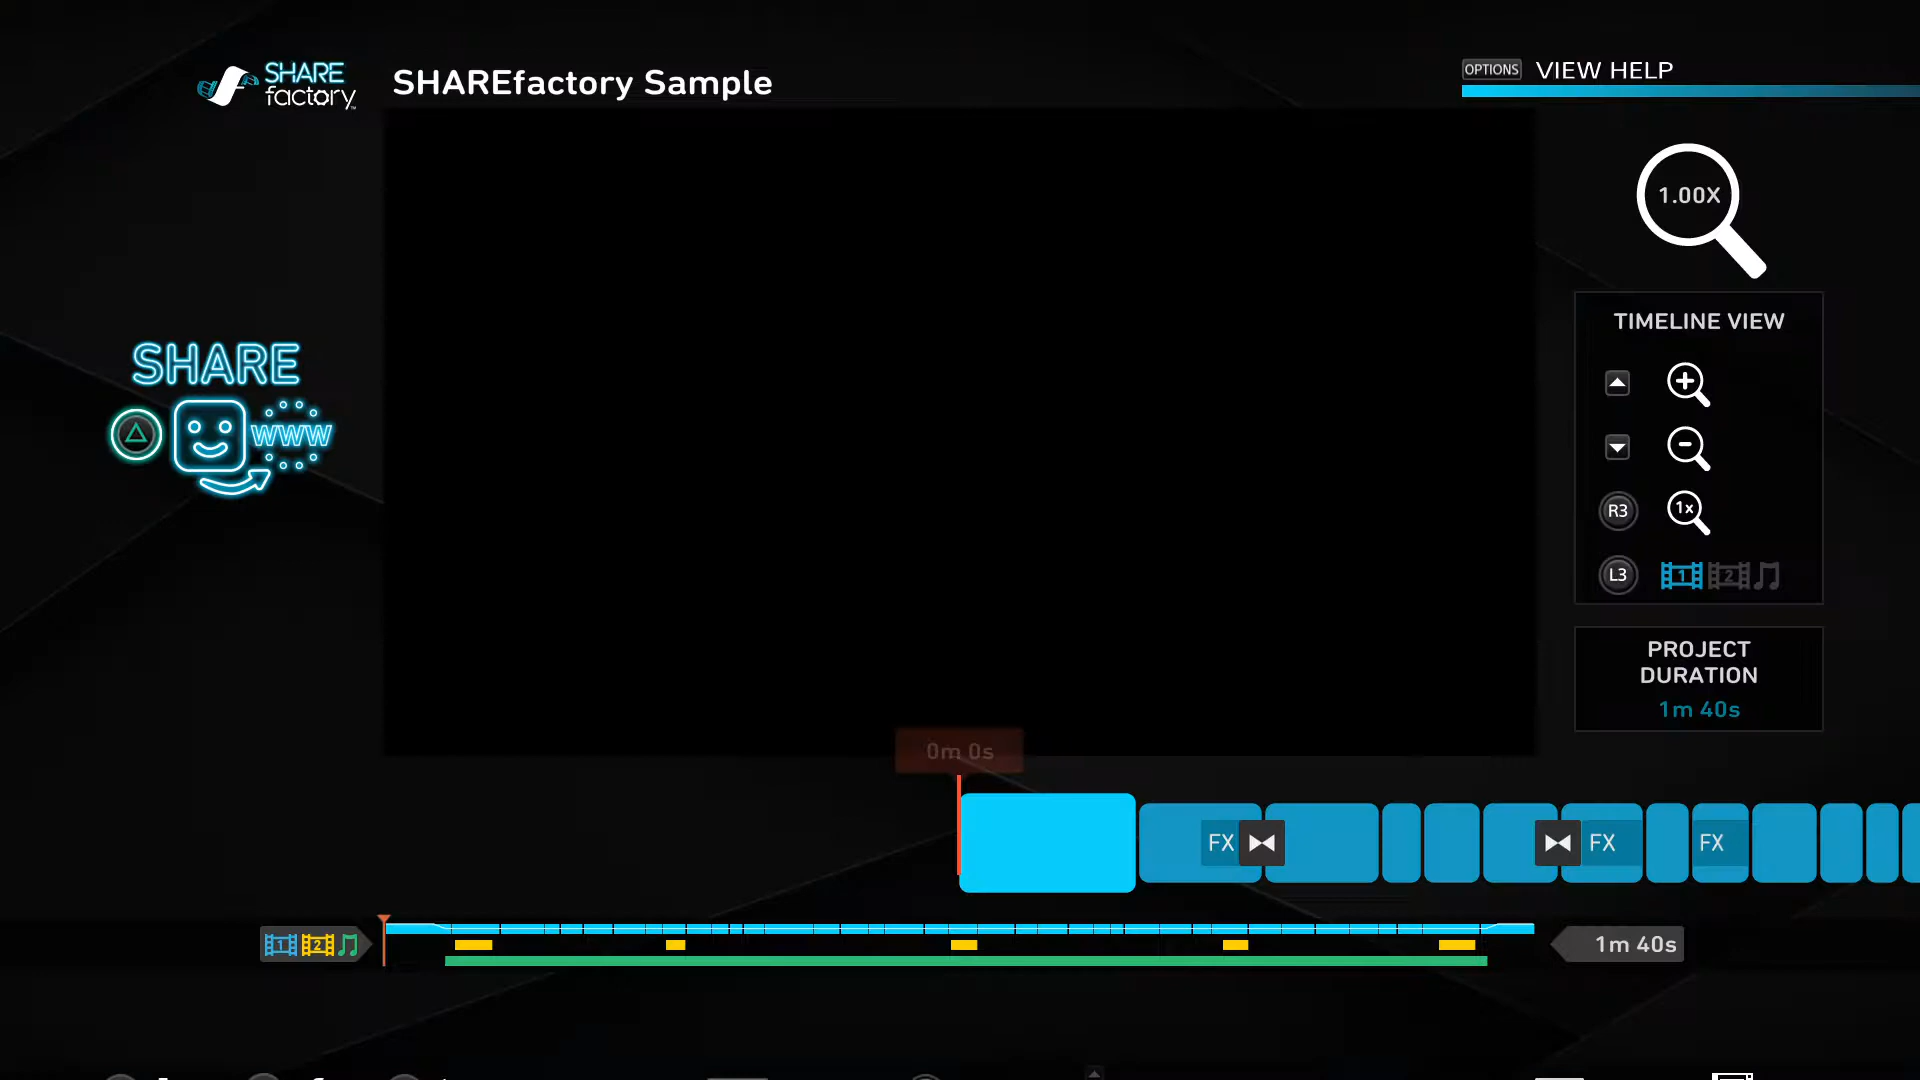 SHARE
factory™
SHAREfactory Sample
OPTIONS VIEW HELP
1.00X
TIMELINE VIEW
R3 1x
L3 1 2
SHARE
WWW
PROJECT
DURATION
1m 40s
0m 0s
FX FX FX
1 2
1m 40s